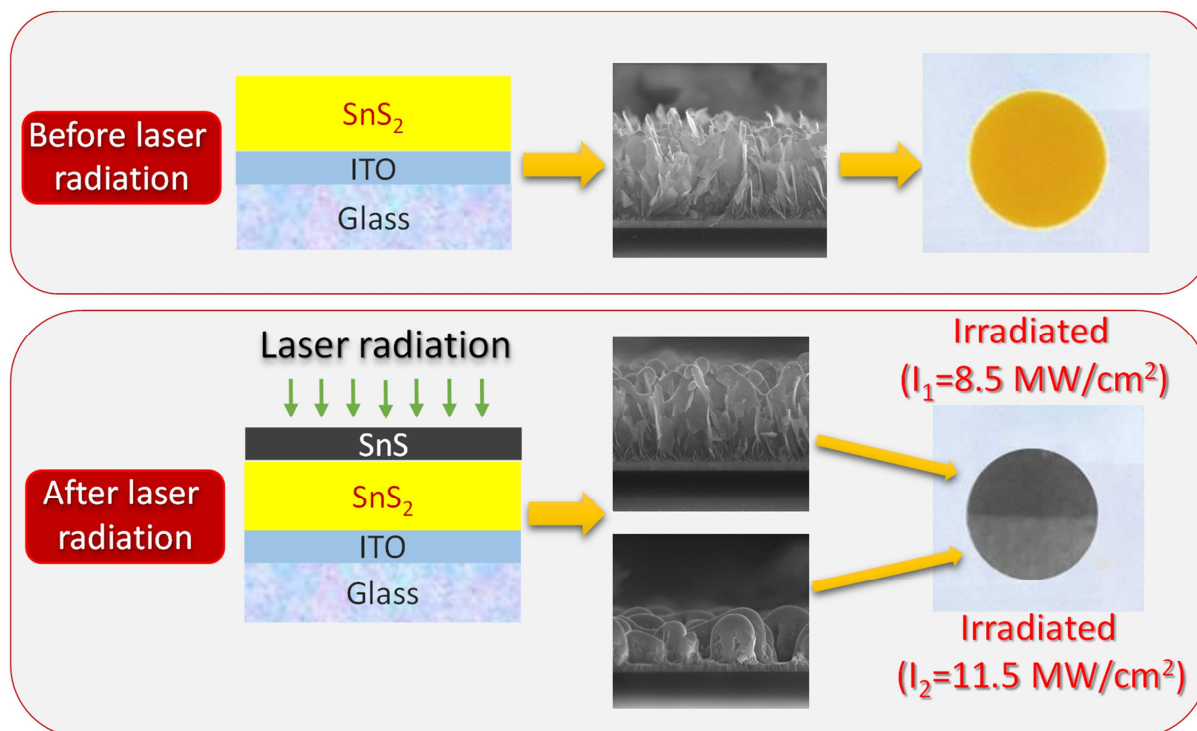 Before laser
radiation
SnS₂
ITO
Glass
After laser
radiation
Laser radiation
SnS
SnS₂
ITO
Glass
Irradiated
(I₁=8.5 MW/cm²)
Irradiated
(I₂=11.5 MW/cm²)